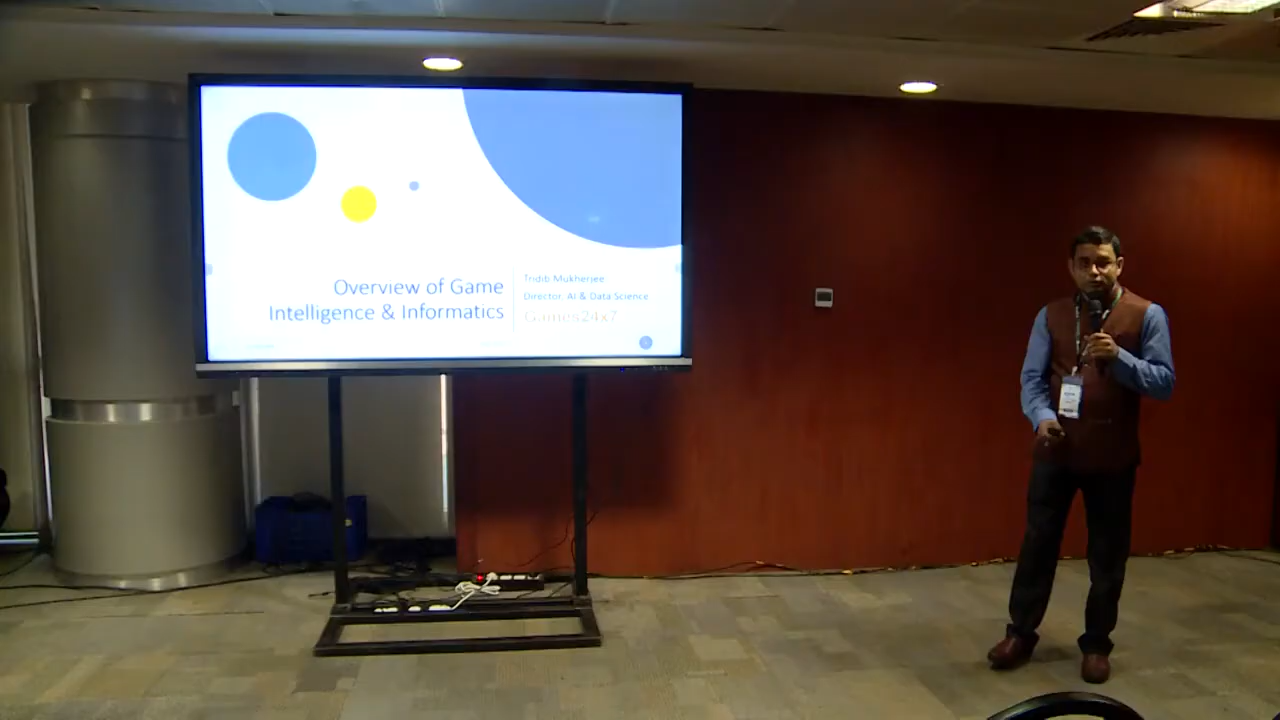 Overview of Game
Intelligence & Informatics
Tridib Mukherjee
Director, AI & Data Science
Games24x7